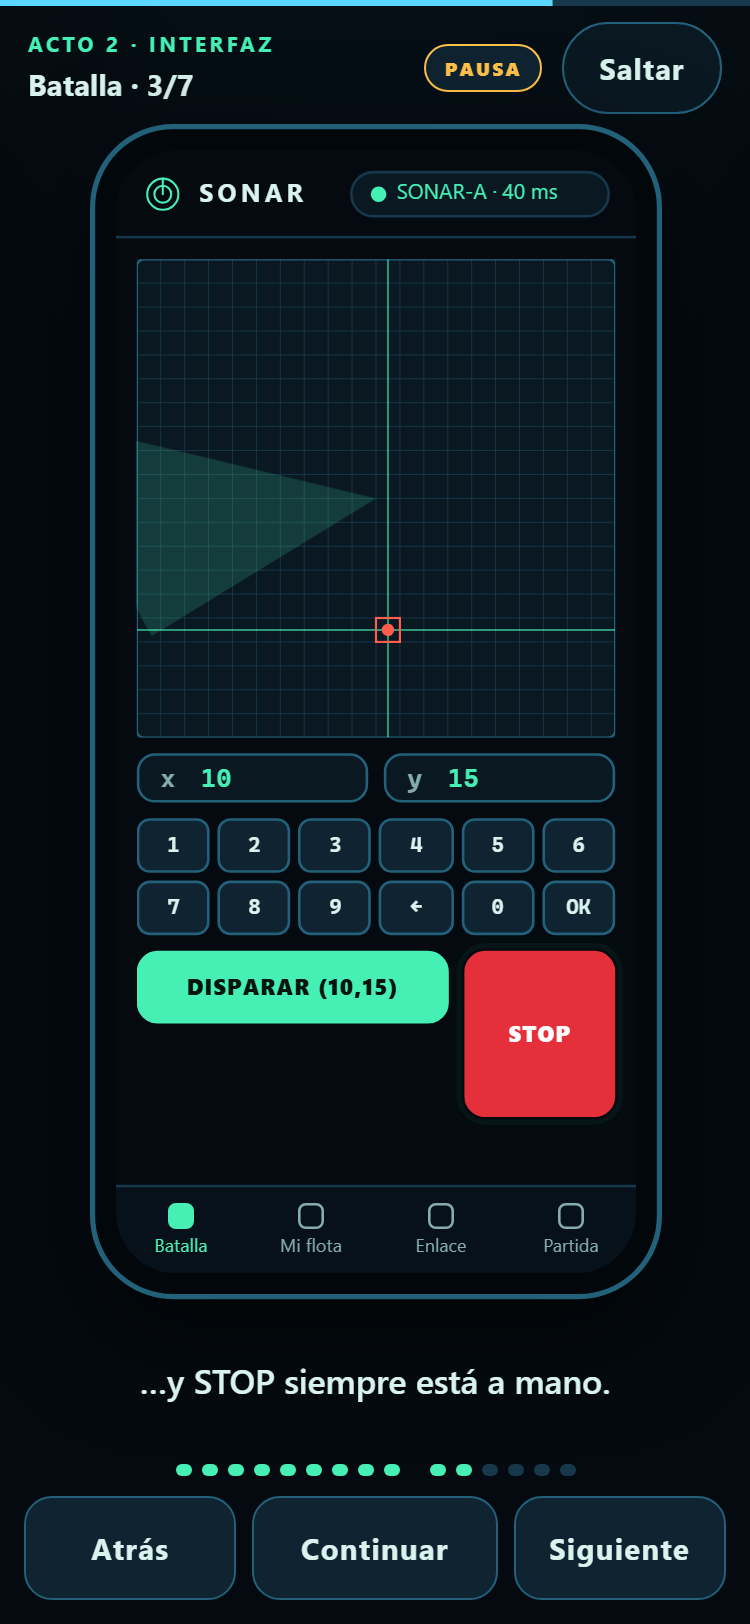 ACTO 2 · INTERFAZ
Batalla · 3/7
PAUSA
Saltar
SONAR
SONAR-A · 40 ms
x 10
y 15
1 2 3 4 5 6
7 8 9 ← 0 OK
DISPARAR (10,15)
STOP
Batalla
Mi flota
Enlace
Partida
...y STOP siempre está a mano.
Atrás
Continuar
Siguiente